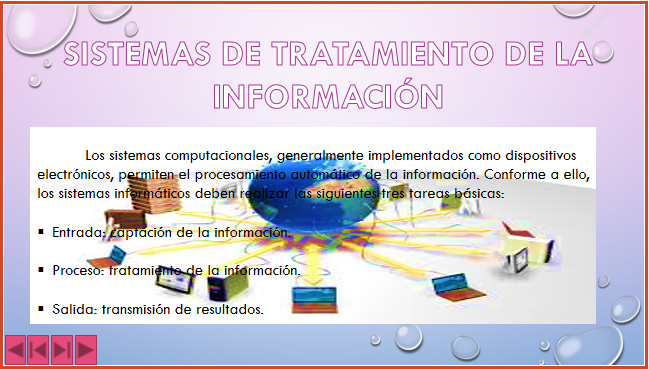 SISTEMAS DE TRATAMIENTO DE LA
INFORMACIÓN
Los sistemas computacionales, generalmente implementados como dispositivos
electrónicos, permiten el procesamiento automático de la información. Conforme a ello,
los sistemas informáticos deben realizar las siguientes tres tareas básicas:
▪ Entrada: captación de la información.
▪ Proceso: tratamiento de la información.
▪ Salida: transmisión de resultados.